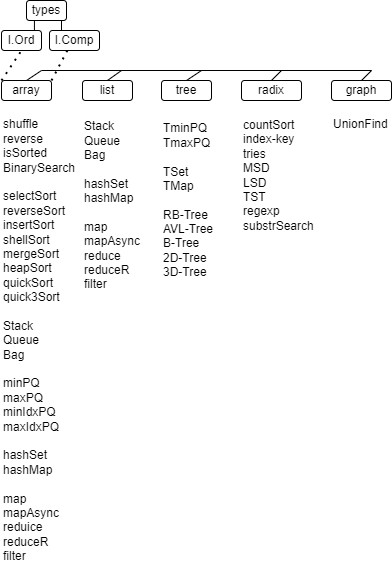 types
I.Ord
I.Comp
array
list
tree
radix
graph
shuffle
reverse
isSorted
BinarySearch
selectSort
reverseSort
insertSort
shellSort
mergeSort
heapSort
quickSort
quick3Sort
Stack
Queue
Bag
minPQ
maxPQ
minIdxPQ
maxIdxPQ
hashSet
hashMap
map
mapAsync
reduice
reduceR
filter
Stack
Queue
Bag
hashSet
hashMap
map
mapAsync
reduce
reduceR
filter
TminPQ
TmaxPQ
TSet
TMap
RB-Tree
AVL-Tree
B-Tree
2D-Tree
3D-Tree
countSort
index-key
tries
MSD
LSD
TST
regexp
substrSearch
UnionFind